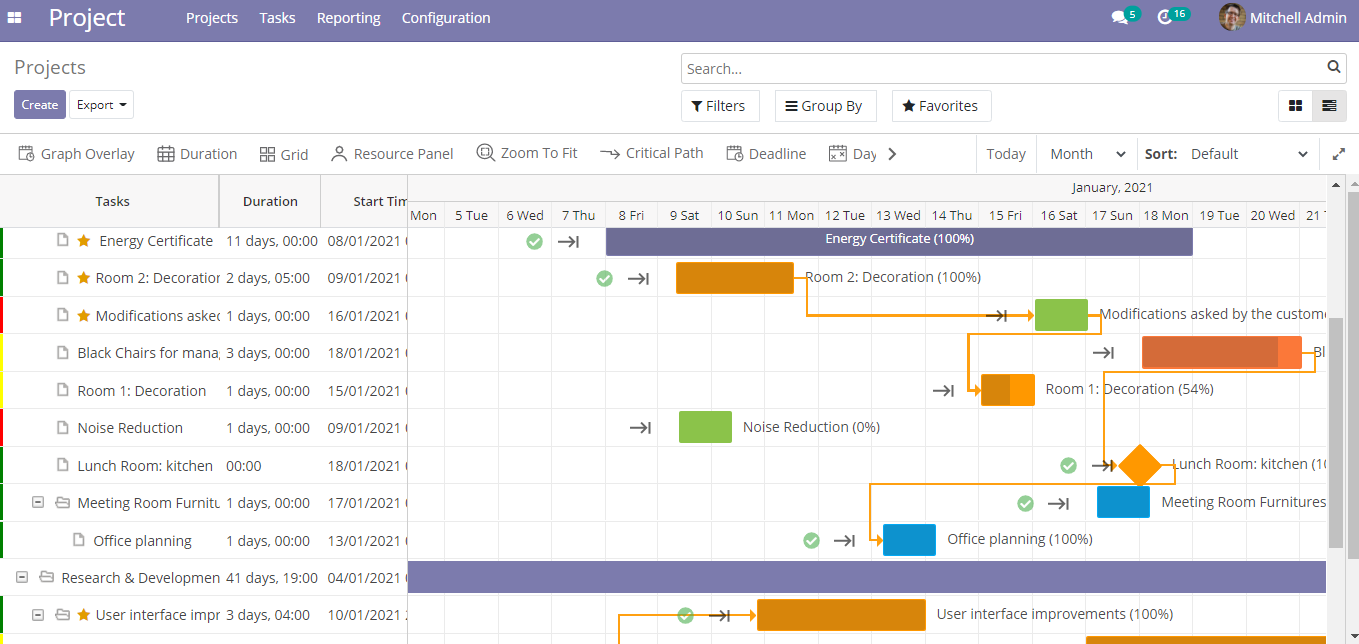 Project Projects Tasks Reporting Configuration 5 16 Mitchell Admin
Projects
Search...
Create Export
Filters Group By Favorites
Graph Overlay Duration Grid Resource Panel Zoom To Fit Critical Path Deadline Day Today Month Sort: Default
Tasks Duration Start Tim
January, 2021
Mon 5 Tue 6 Wed 7 Thu 8 Fri 9 Sat 10 Sun 11 Mon 12 Tue 13 Wed 14 Thu 15 Fri 16 Sat 17 Sun 18 Mon 19 Tue 20 Wed 21
Energy Certificate 11 days, 00:00 08/01/2021 Energy Certificate (100%)
Room 2: Decoration 2 days, 05:00 09/01/2021 Room 2: Decoration (100%)
Modifications asked 1 days, 00:00 16/01/2021 Modifications asked by the custome
Black Chairs for mana 3 days, 00:00 18/01/2021 Bl
Room 1: Decoration 1 days, 00:00 15/01/2021 Room 1: Decoration (54%)
Noise Reduction 1 days, 00:00 09/01/2021 Noise Reduction (0%)
Lunch Room: kitchen 00:00 18/01/2021 Lunch Room: kitchen (10
Meeting Room Furnitu 1 days, 00:00 17/01/2021 Meeting Room Furnitures
Office planning 1 days, 00:00 13/01/2021 Office planning (100%)
Research & Developmen 41 days, 19:00 04/01/2021
User interface impr 3 days, 04:00 10/01/2021 User interface improvements (100%)